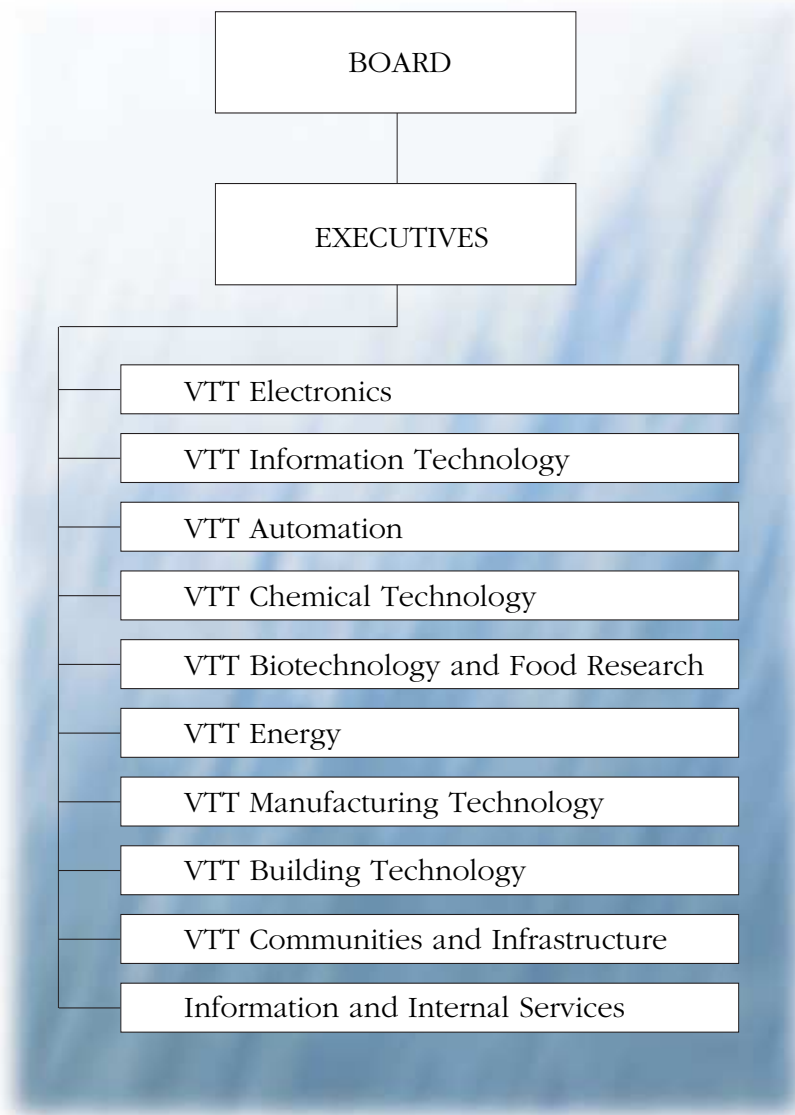 BOARD
EXECUTIVES
VTT Electronics
VTT Information Technology
VTT Automation
VTT Chemical Technology
VTT Biotechnology and Food Research
VTT Energy
VTT Manufacturing Technology
VTT Building Technology
VTT Communities and Infrastructure
Information and Internal Services